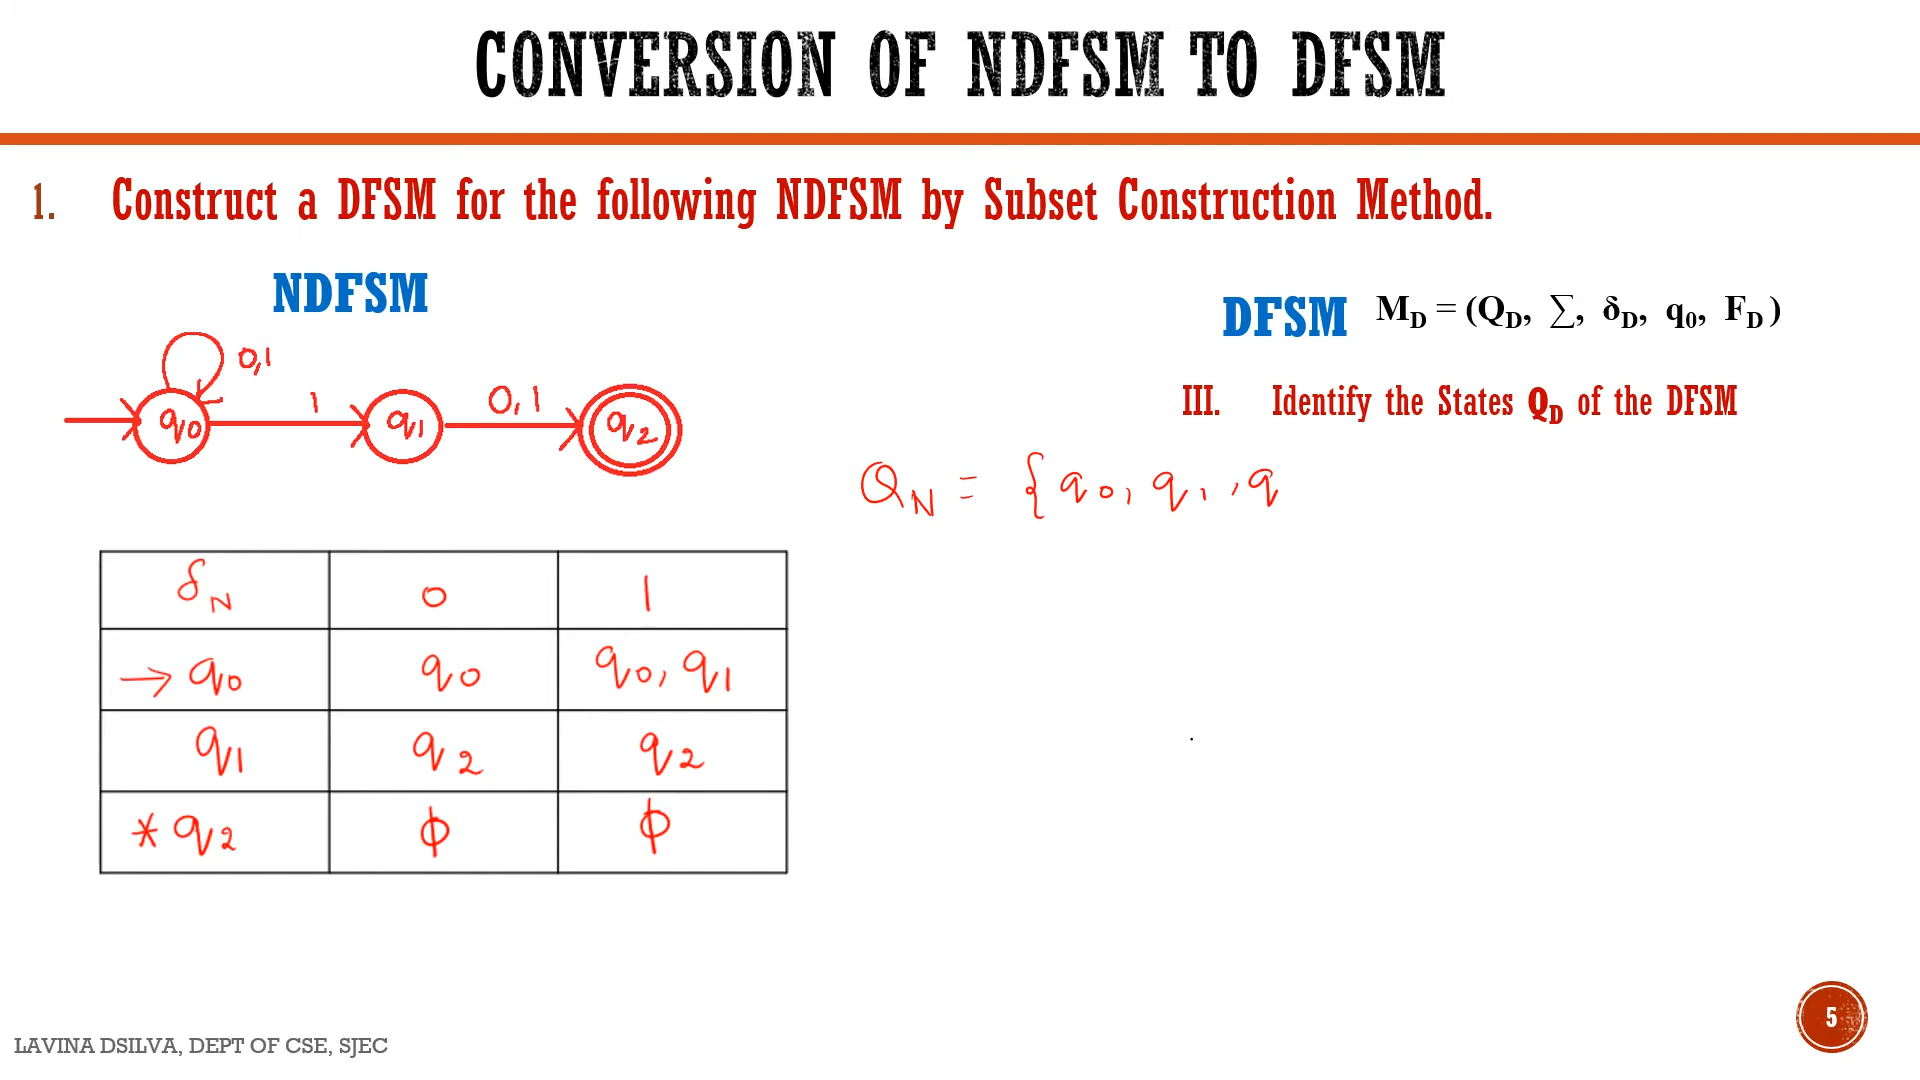 CONVERSION OF NDFSM TO DFSM
1. Construct a DFSM for the following NDFSM by Subset Construction Method.
NDFSM
0,1
q0 1 q1 0,1 q2
DFSM M_D = (Q_D, ∑, δ_D, q_0, F_D )
III. Identify the States Q_D of the DFSM
Q_N = { q0, q1, q
δ_N 0 1
→ q0 q0 q0, q1
q1 q2 q2
* q2 ϕ ϕ
LAVINA DSILVA, DEPT OF CSE, SJEC
5